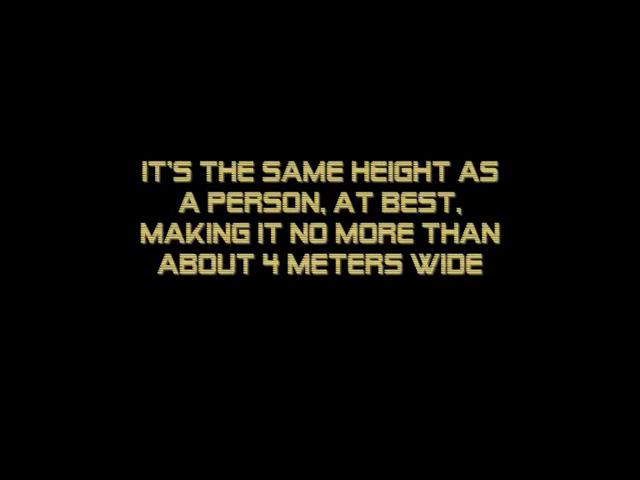 IT'S THE SAME HEIGHT AS
A PERSON, AT BEST,
MAKING IT NO MORE THAN
ABOUT 4 METERS WIDE